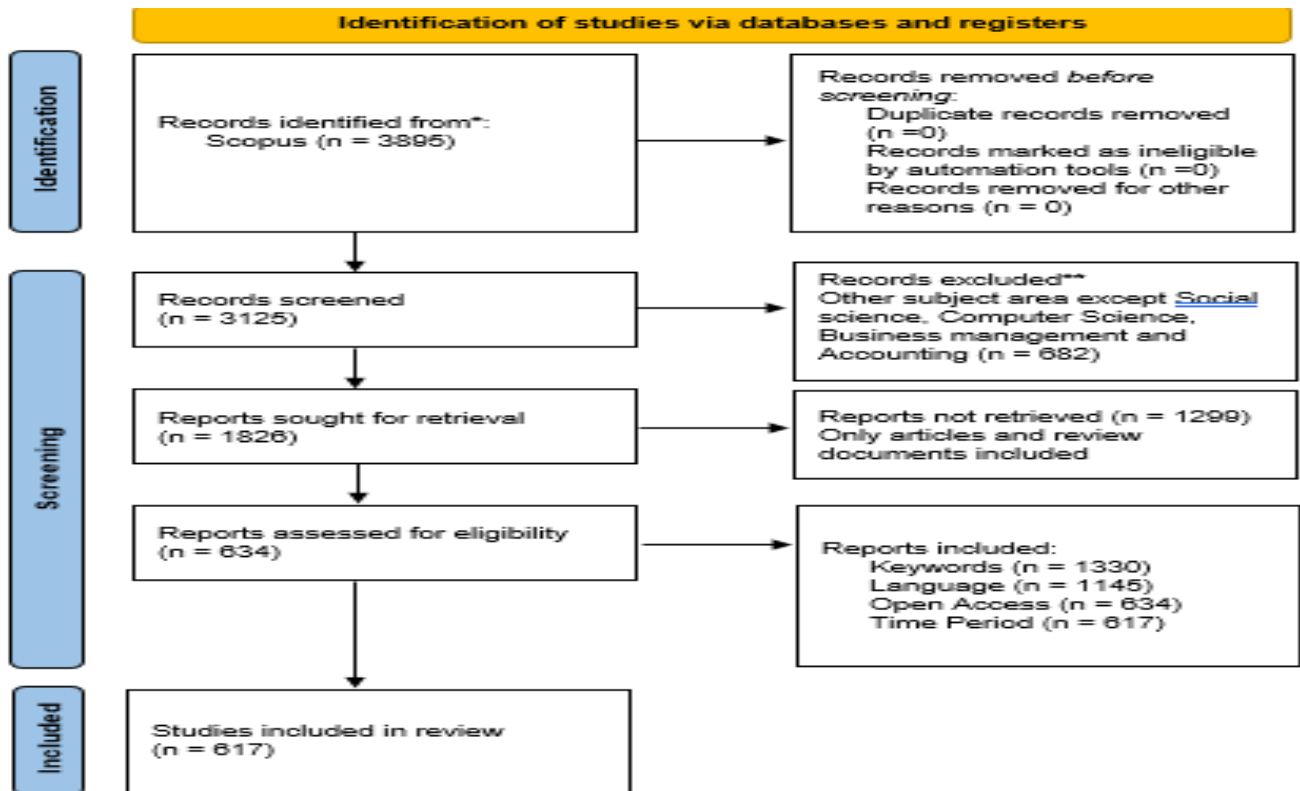 Identification of studies via databases and registers
Identification
Records identified from*:
Scopus (n = 3895)
Records removed before
screening:
Duplicate records removed
(n =0)
Records marked as ineligible
by automation tools (n =0)
Records removed for other
reasons (n = 0)
Screening
Records screened
(n = 3125)
Records excluded**
Other subject area except Social
science, Computer Science,
Business management and
Accounting (n = 682)
Reports sought for retrieval
(n = 1826)
Reports not retrieved (n = 1299)
Only articles and review
documents included
Reports assessed for eligibility
(n = 634)
Reports included:
Keywords (n = 1330)
Language (n = 1145)
Open Access (n = 634)
Time Period (n = 617)
Included
Studies included in review
(n = 617)